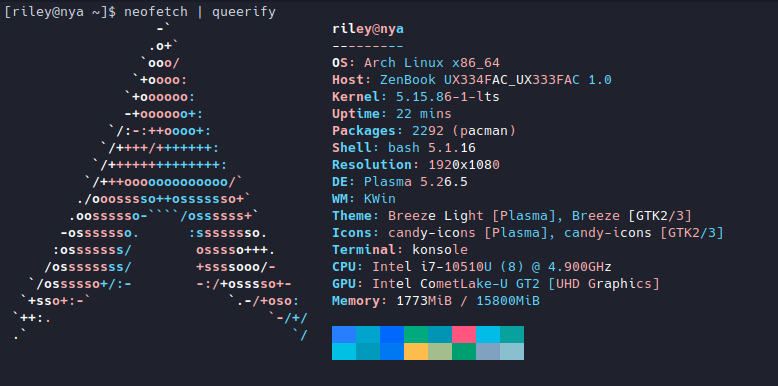 [riley@nya ~]$ neofetch | queerify
                  -`                    riley@nya
                 .o+`                   ---------
                `ooo/                   OS: Arch Linux x86_64
               `+oooo:                  Host: ZenBook UX334FAC_UX333FAC 1.0
              `+oooooo:                 Kernel: 5.15.86-1-lts
              -+oooooo+:                Uptime: 22 mins
            `/:-:++oooo+:               Packages: 2292 (pacman)
           `/++++/+++++++:              Shell: bash 5.1.16
          `/++++++++++++++:             Resolution: 1920x1080
         `/+++ooooooooooooo/`           DE: Plasma 5.26.5
        ./ooosssso++osssssso+`          WM: KWin
       .oossssso-````/ossssss+`         Theme: Breeze Light [Plasma], Breeze [GTK2/3]
      -osssssso.      :ssssssso.        Icons: candy-icons [Plasma], candy-icons [GTK2/3]
     :osssssss/        osssso+++.       Terminal: konsole
    /ossssssss/        +ssssooo/-       CPU: Intel i7-10510U (8) @ 4.900GHz
  `/ossssso+/:-        -:/+osssso+-     GPU: Intel CometLake-U GT2 [UHD Graphics]
 `+sso+:-`                 `.-/+oso:    Memory: 1773MiB / 15800MiB
`++:.                           `-/+/
.`                                 `/